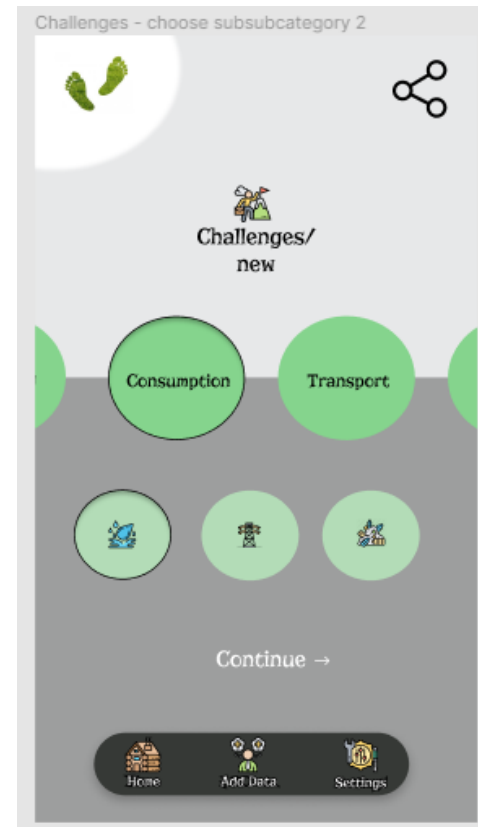 Challenges - choose subsubcategory 2
Challenges/
new
Consumption
Transport
Continue →
Home
Add Data
Settings